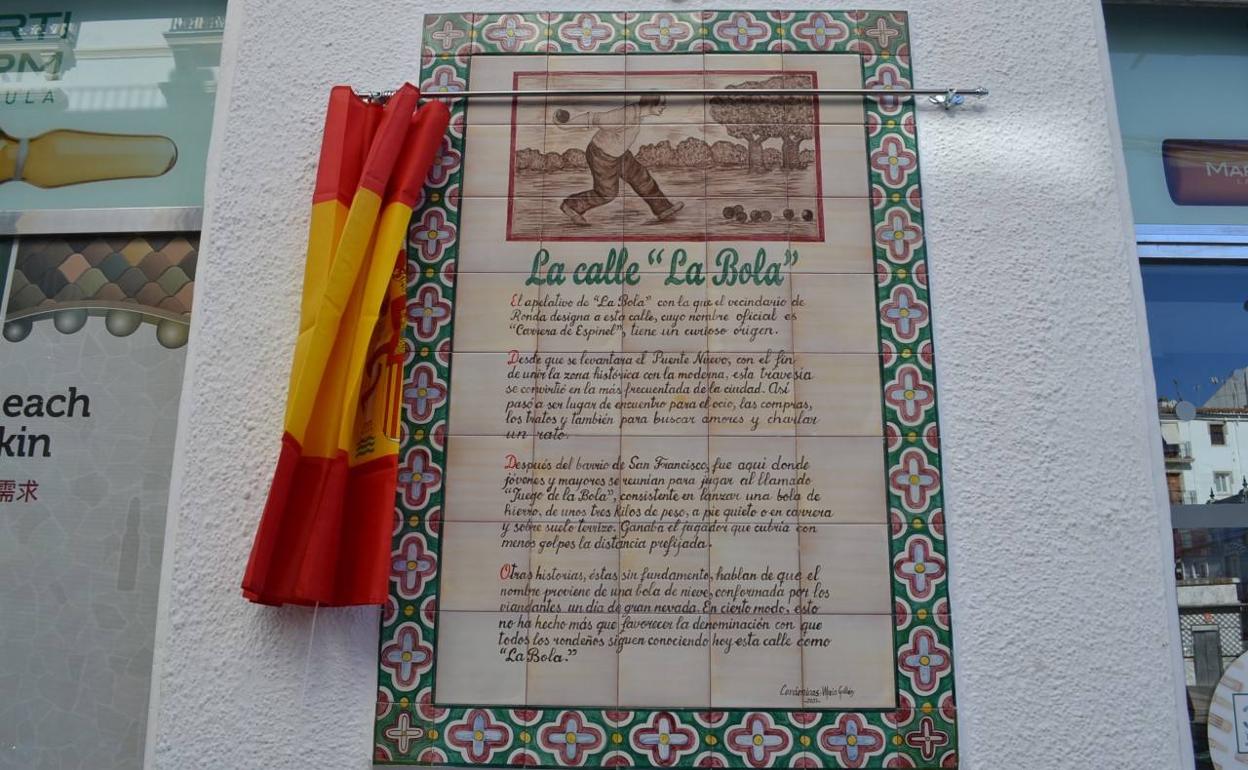 RTI
RM
ULA
each
kin
需求
La calle “La Bola”
El apelativo de “La Bola” con la que el vecindario de
Ronda designa a esta calle, cuyo nombre oficial es
“Carrera de Espinel”, tiene un curioso origen.
Desde que se levantara el Puente Nuevo, con el fin
de unir la zona histórica con la moderna, esta travesía
se convirtió en la más frecuentada de la ciudad. Así
pasó a ser lugar de encuentro para el ocio, las compras,
los tratos y también para buscar amores y charlar
un rato.
Después del barrio de San Francisco, fue aquí donde
jóvenes y mayores se reunían para jugar al llamado
“Juego de la Bola”, consistente en lanzar una bola de
hierro, de unos tres kilos de peso, a pie quieto o en carrera
y sobre suelo terrizo. Ganaba el jugador que cubría con
menos golpes la distancia prefijada.
Otras historias, éstas sin fundamento, hablan de que el
nombre proviene de una bola de nieve, conformada por los
viandantes un día de gran nevada. En cierto modo, esto
no ha hecho más que favorecer la denominación con que
todos los rondeños siguen conociendo hoy esta calle como
“La Bola.”
Cerámicas